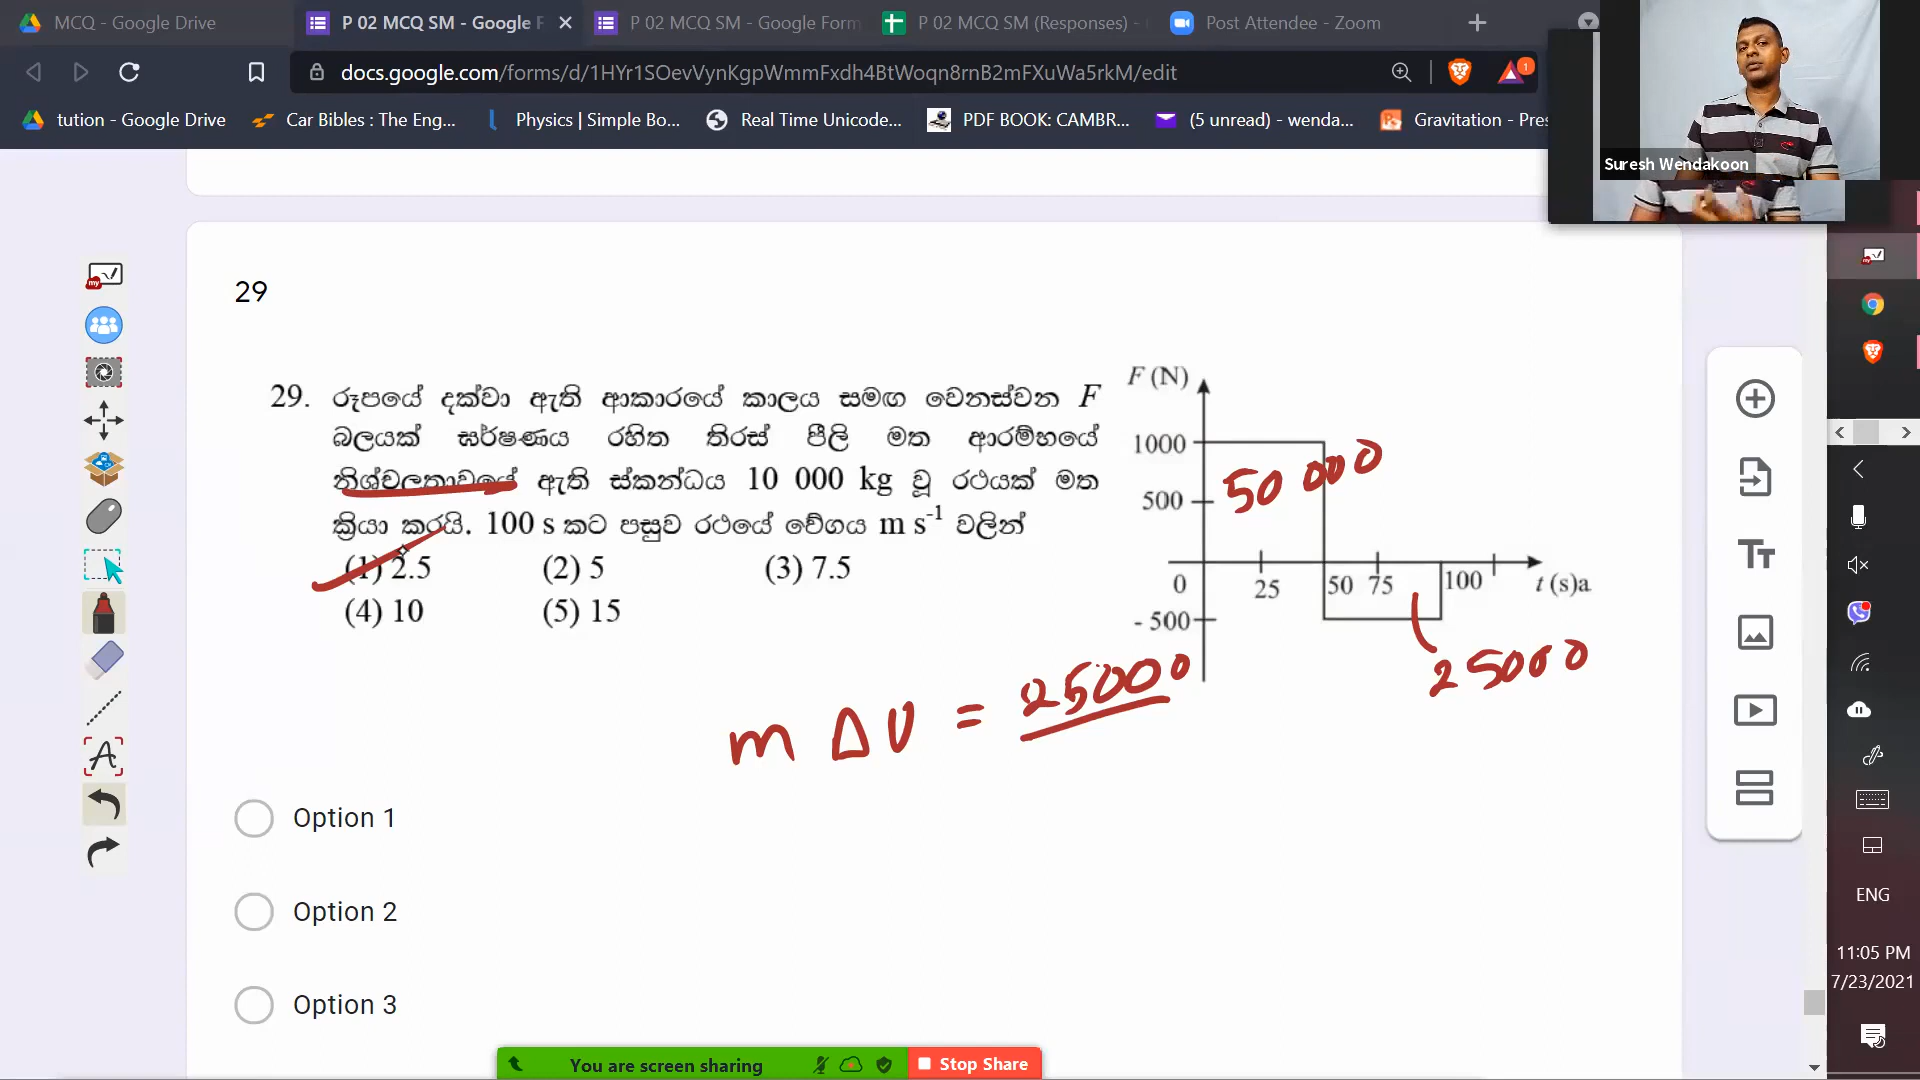 MCQ - Google Drive
P 02 MCQ SM - Google F
P 02 MCQ SM - Google Form
P 02 MCQ SM (Responses) -
Post Attendee - Zoom
docs.google.com/forms/d/1HYr1SOevVynKgpWmmFxdh4BtWoqn8rnB2mFXuWa5rkM/edit
1
tution - Google Drive
Car Bibles : The Eng...
Physics | Simple Bo...
Real Time Unicode...
PDF BOOK: CAMBR...
(5 unread) - wenda...
Gravitation - Pres
Suresh Wendakoon
29
29. රූපයේ දක්වා ඇති ආකාරයේ කාලය සමඟ වෙනස්වන F
බලයක් ඝර්ෂණය රහිත තිරස් පීලි මත ආරම්භයේ
නිශ්චලතාවයේ ඇති ස්කන්ධය 10 000 kg වූ රථයක් මත
ක්‍රියා කරයි. 100 s කට පසුව රථයේ වේගය m s⁻¹ වලින්
(1) 2.5 (2) 5 (3) 7.5
(4) 10 (5) 15
F (N)
1000
500
0 25 50 75 100 t (s)a
- 500
50 000
25000
m Δ v = 25000
Option 1
Option 2
Option 3
You are screen sharing
Stop Share
ENG
11:05 PM
7/23/2021